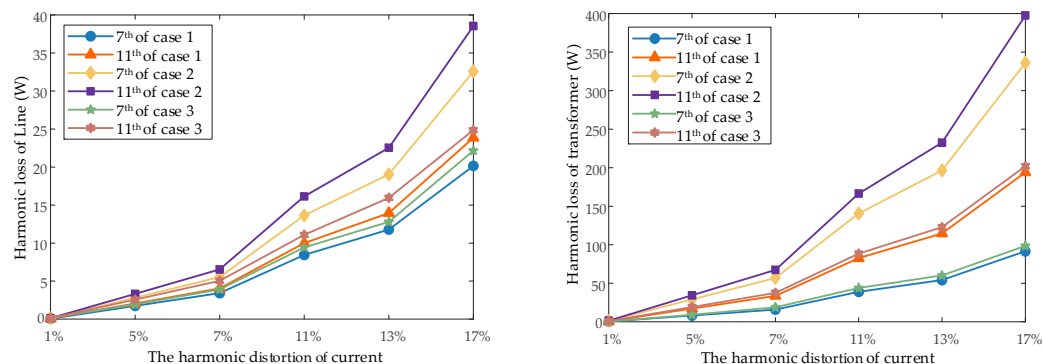 Harmonic loss of Line (W)
40
35
30
25
20
15
10
5
0
7th of case 1
11th of case 1
7th of case 2
11th of case 2
7th of case 3
11th of case 3
1% 5% 7% 11% 13% 17%
The harmonic distortion of current
Harmonic loss of transformer (W)
400
350
300
250
200
150
100
50
0
7th of case 1
11th of case 1
7th of case 2
11th of case 2
7th of case 3
11th of case 3
1% 5% 7% 11% 13% 17%
The harmonic distortion of current